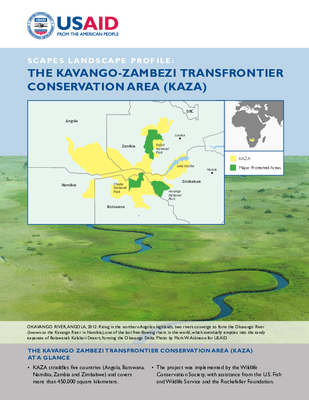 USAID
FROM THE AMERICAN PEOPLE
SCAPES LANDSCAPE PROFILE:
THE KAVANGO-ZAMBEZI TRANSFRONTIER
CONSERVATION AREA (KAZA)
DRC
Angola
Lusaka
Zambia
Kafue
National
Park
Lake Kariba
Harare
Namibia
Chobe
National
Park
Zimbabwe
Hwange
National
Park
Botswana
KAZA
Major Protected Areas
OKAVANGO RIVER, ANGOLA, 2012: Rising in the northern Angolan highlands, two rivers converge to form the Okavango River
(known as the Kavango River in Namibia), one of the last free-flowing rivers in the world, which eventually empties into the sandy
expanses of Botswana's Kalahari Desert, forming the Okavango Delta. Photo by Mark W. Atkinson for USAID
THE KAVANGO ZAMBEZI TRANSFRONTIER CONSERVATION AREA (KAZA)
AT A GLANCE
• KAZA straddles five countries (Angola, Botswana,
Namibia, Zambia and Zimbabwe) and covers
more than 450,000 square kilometers.
• The project was implemented by the Wildlife
Conservation Society, with assistance from the U.S. Fish
and Wildlife Service and the Rockefeller Foundation.